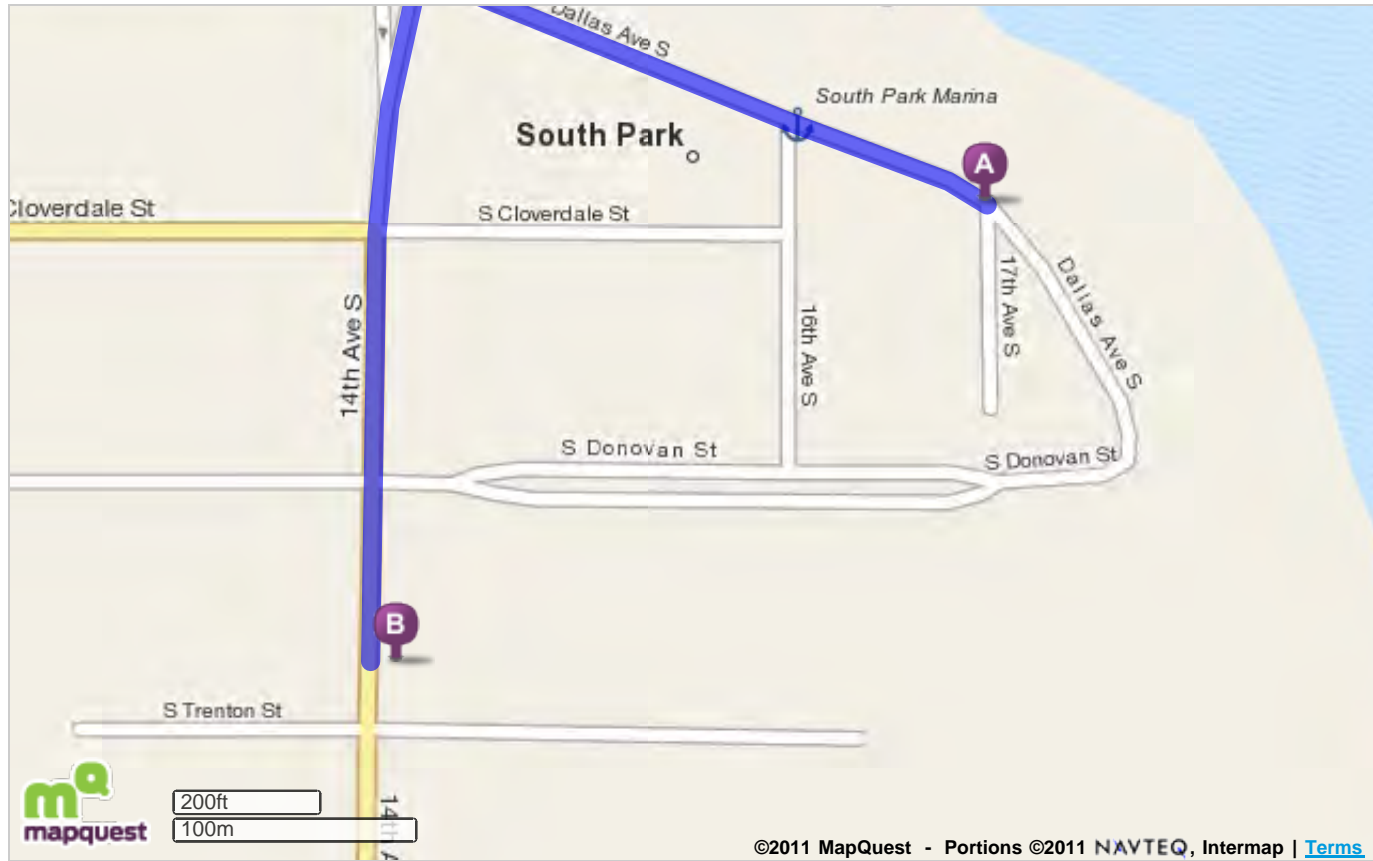 Dallas Ave S
South Park Marina
South Park
A
Cloverdale St
S Cloverdale St
17th Ave S
Dallas Ave S
14th Ave S
16th Ave S
S Donovan St
S Donovan St
B
S Trenton St
mQ
mapquest
200ft
100m
14th A
©2011 MapQuest - Portions ©2011 NAVTEQ, Intermap | Terms